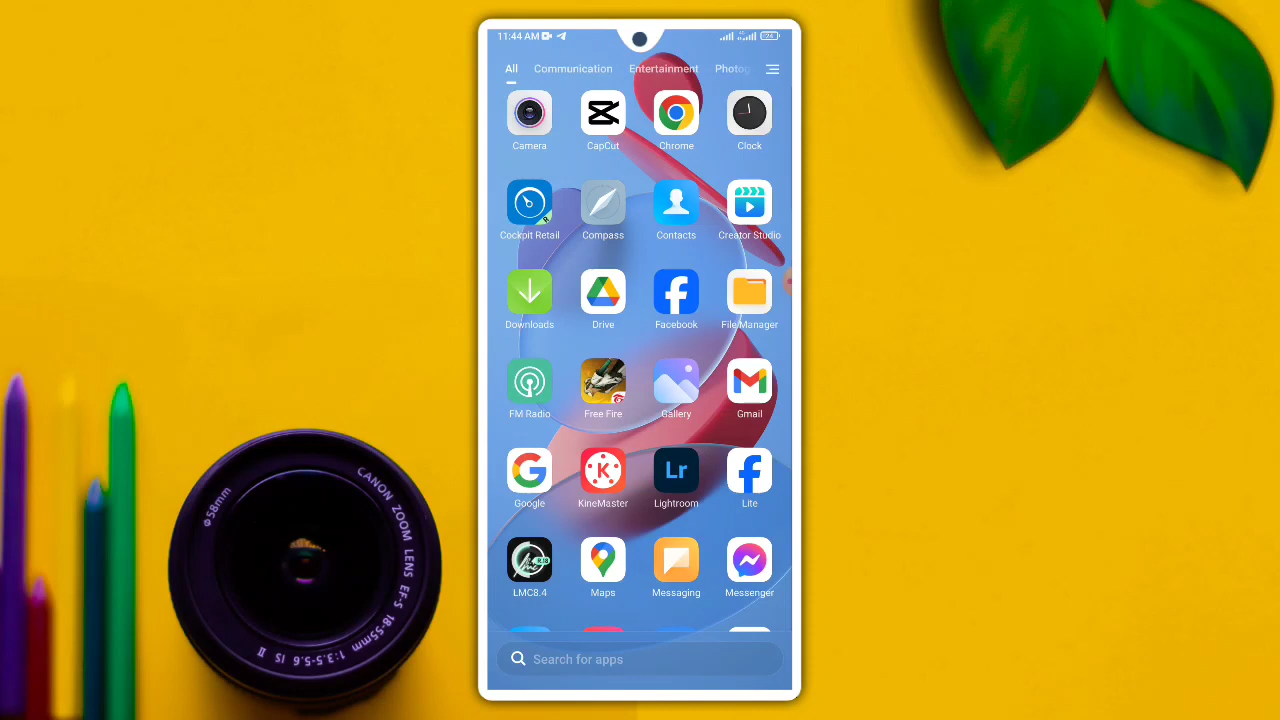 11:44 AM
All Communication Entertainment Photog
Camera CapCut Chrome Clock
Cockpit Retail Compass Contacts Creator Studio
Downloads Drive Facebook File Manager
FM Radio Free Fire Gallery Gmail
Lr
Google KineMaster Lightroom Lite
LMC8.4 Maps Messaging Messenger
Search for apps
Φ58mm
CANON ZOOM LENS EF-S 18-55mm 1:3.5-5.6 IS II